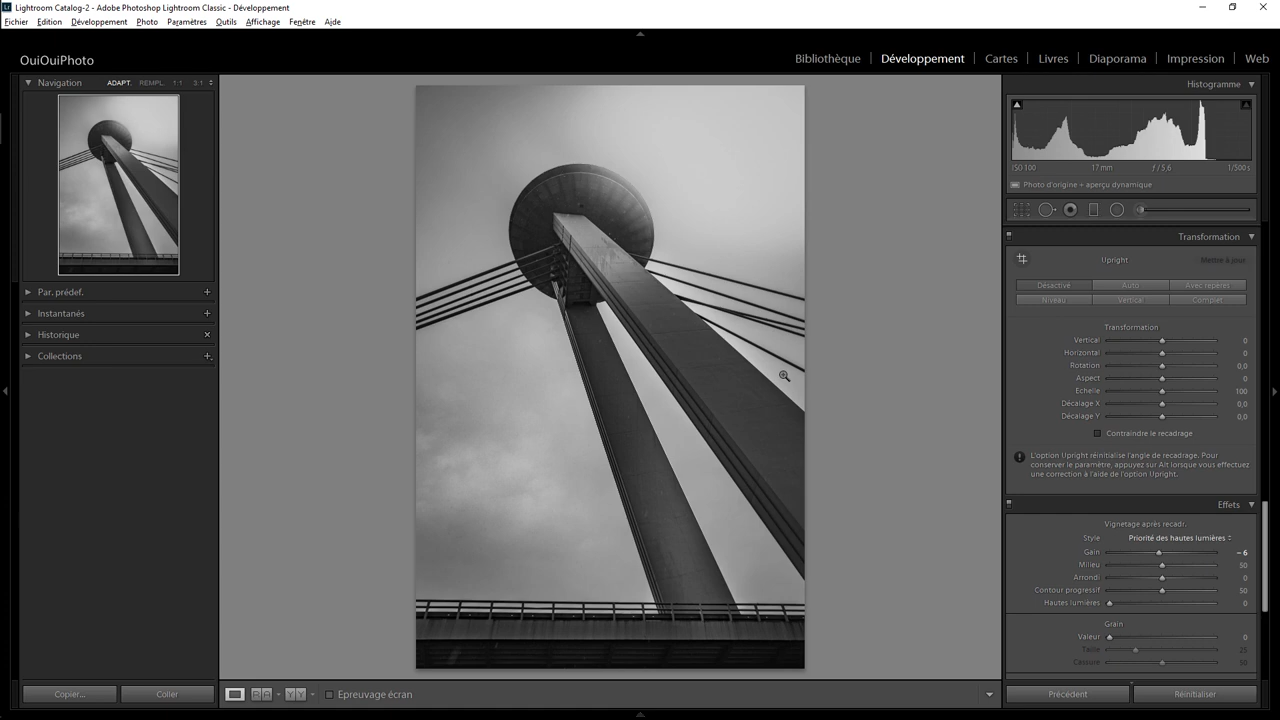 Lightroom Catalog-2 - Adobe Photoshop Lightroom Classic - Développement
Fichier Edition Développement Photo Paramètres Outils Affichage Fenêtre Aide
OuiOuiPhoto
Bibliothèque | Développement | Cartes | Livres | Diaporama | Impression | Web
Navigation ADAPT. REMPL. 1:1 3:1
Histogramme
ISO 100 17 mm ƒ / 5,6 1/500s
Photo d'origine + aperçu dynamique
Transformation
Upright Mettre à jour
Désactivé Auto Avec repères
Niveau Vertical Complet
Transformation
Vertical 0
Horizontal 0
Rotation 0,0
Aspect 0
Echelle 100
Décalage X 0,0
Décalage Y 0,0
Contraindre le recadrage
L'option Upright réinitialise l'angle de recadrage. Pour
conserver le paramètre, appuyez sur Alt lorsque vous effectuez
une correction à l'aide de l'option Upright.
Effets
Vignetage après recadr.
Style Priorité des hautes lumières
Gain – 6
Milieu 50
Arrondi 0
Contour progressif 50
Hautes lumières 0
Grain
Valeur 0
Taille 25
Cassure 50
Par. prédef.
Instantanés
Historique
Collections
Copier... Coller
Epreuvage écran
Précédent Réinitialiser